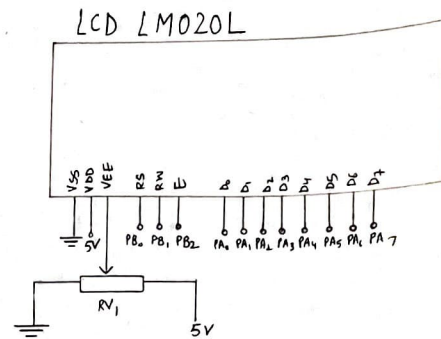 LCD LM020L
VSS VDD VEE RS RW E D0 D1 D2 D3 D4 D5 D6 D7
5V PB0 PB1 PB2 PA0 PA1 PA2 PA3 PA4 PA5 PA6 PA7
RV1
5V